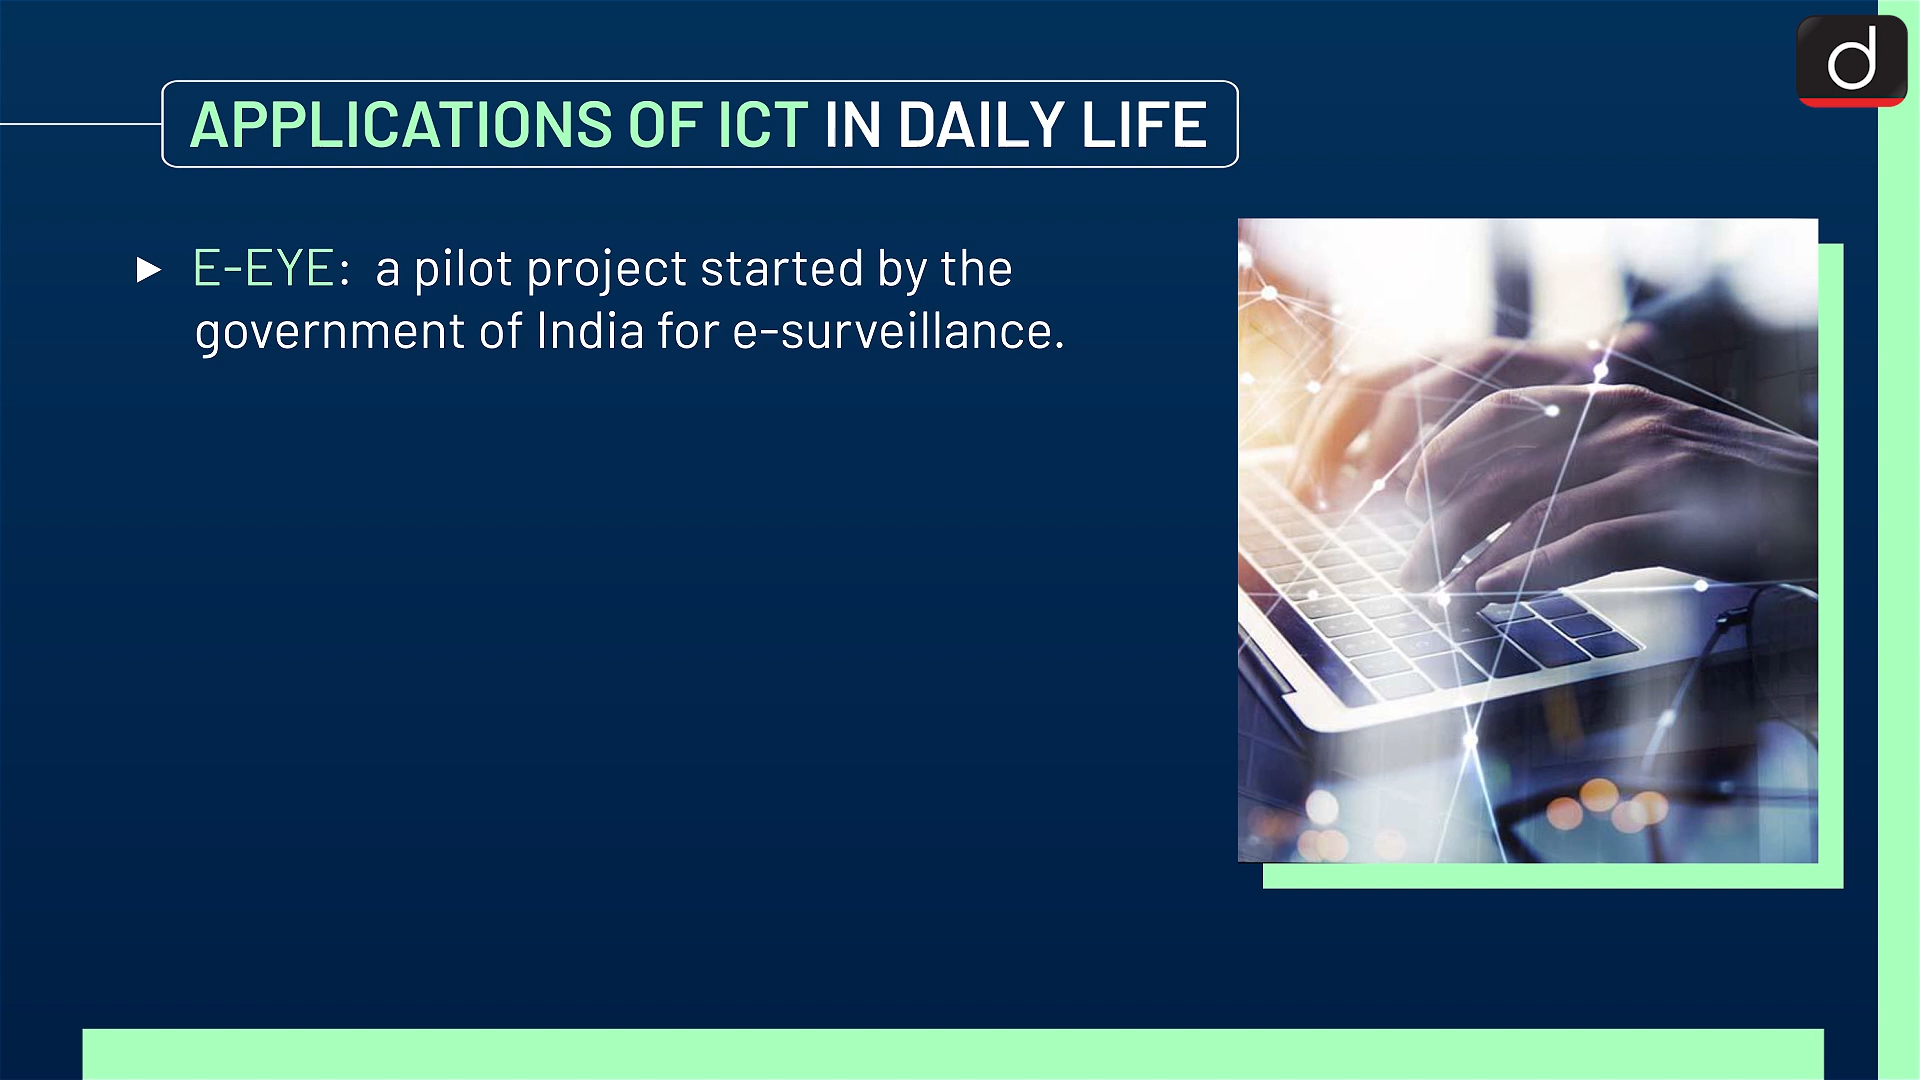 d
APPLICATIONS OF ICT IN DAILY LIFE
► E-EYE: a pilot project started by the
government of India for e-surveillance.